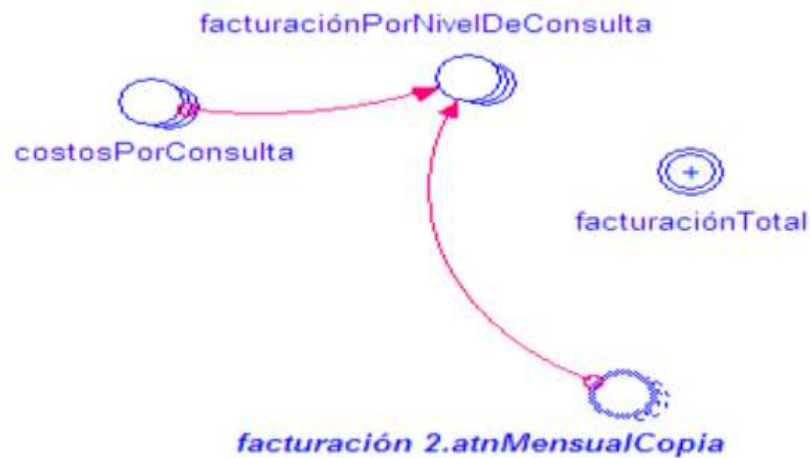 facturaciónPorNivelDeConsulta
costosPorConsulta
+
facturaciónTotal
facturación 2.atnMensualCopia